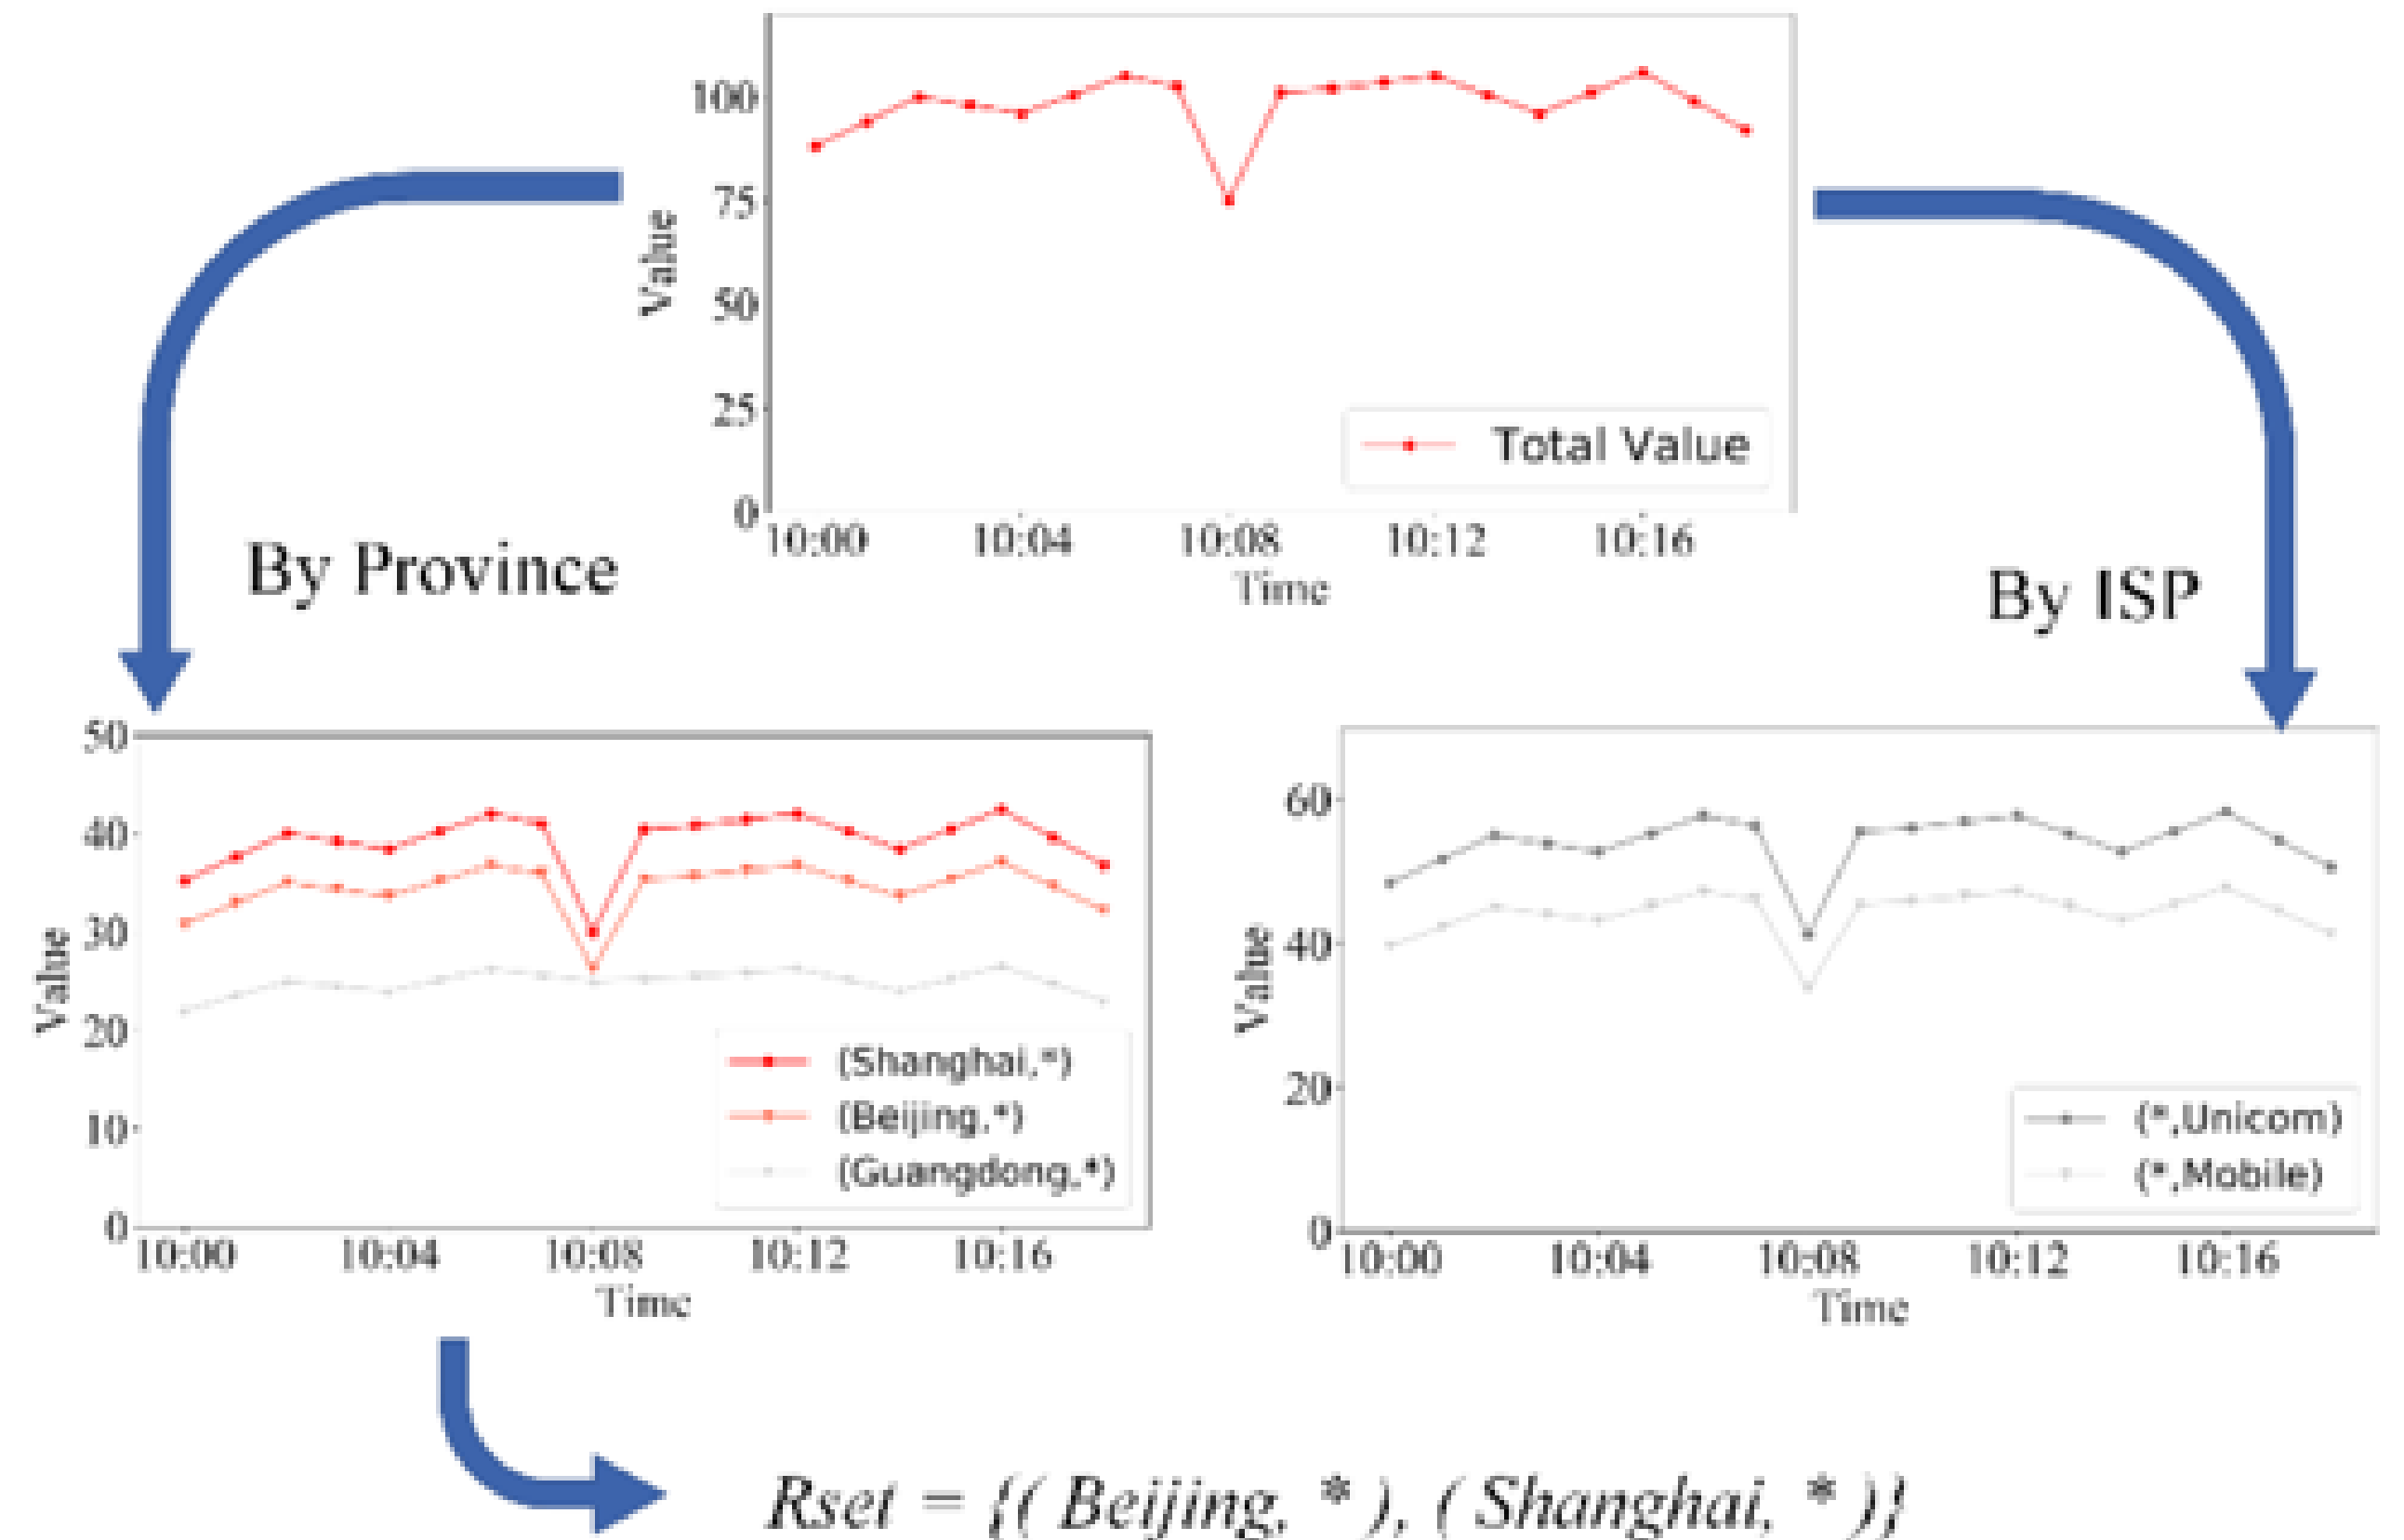 100
75
50
25
0
Value
10:00 10:04 10:08 10:12 10:16
Time
Total Value
By Province
By ISP
50
40
30
20
10
0
Value
10:00 10:04 10:08 10:12 10:16
Time
(Shanghai,*)
(Beijing,*)
(Guangdong,*)
60
40
20
0
Value
10:00 10:04 10:08 10:12 10:16
Time
(*,Unicom)
(*,Mobile)
Rset = {( Beijing, * ), ( Shanghai, * )}